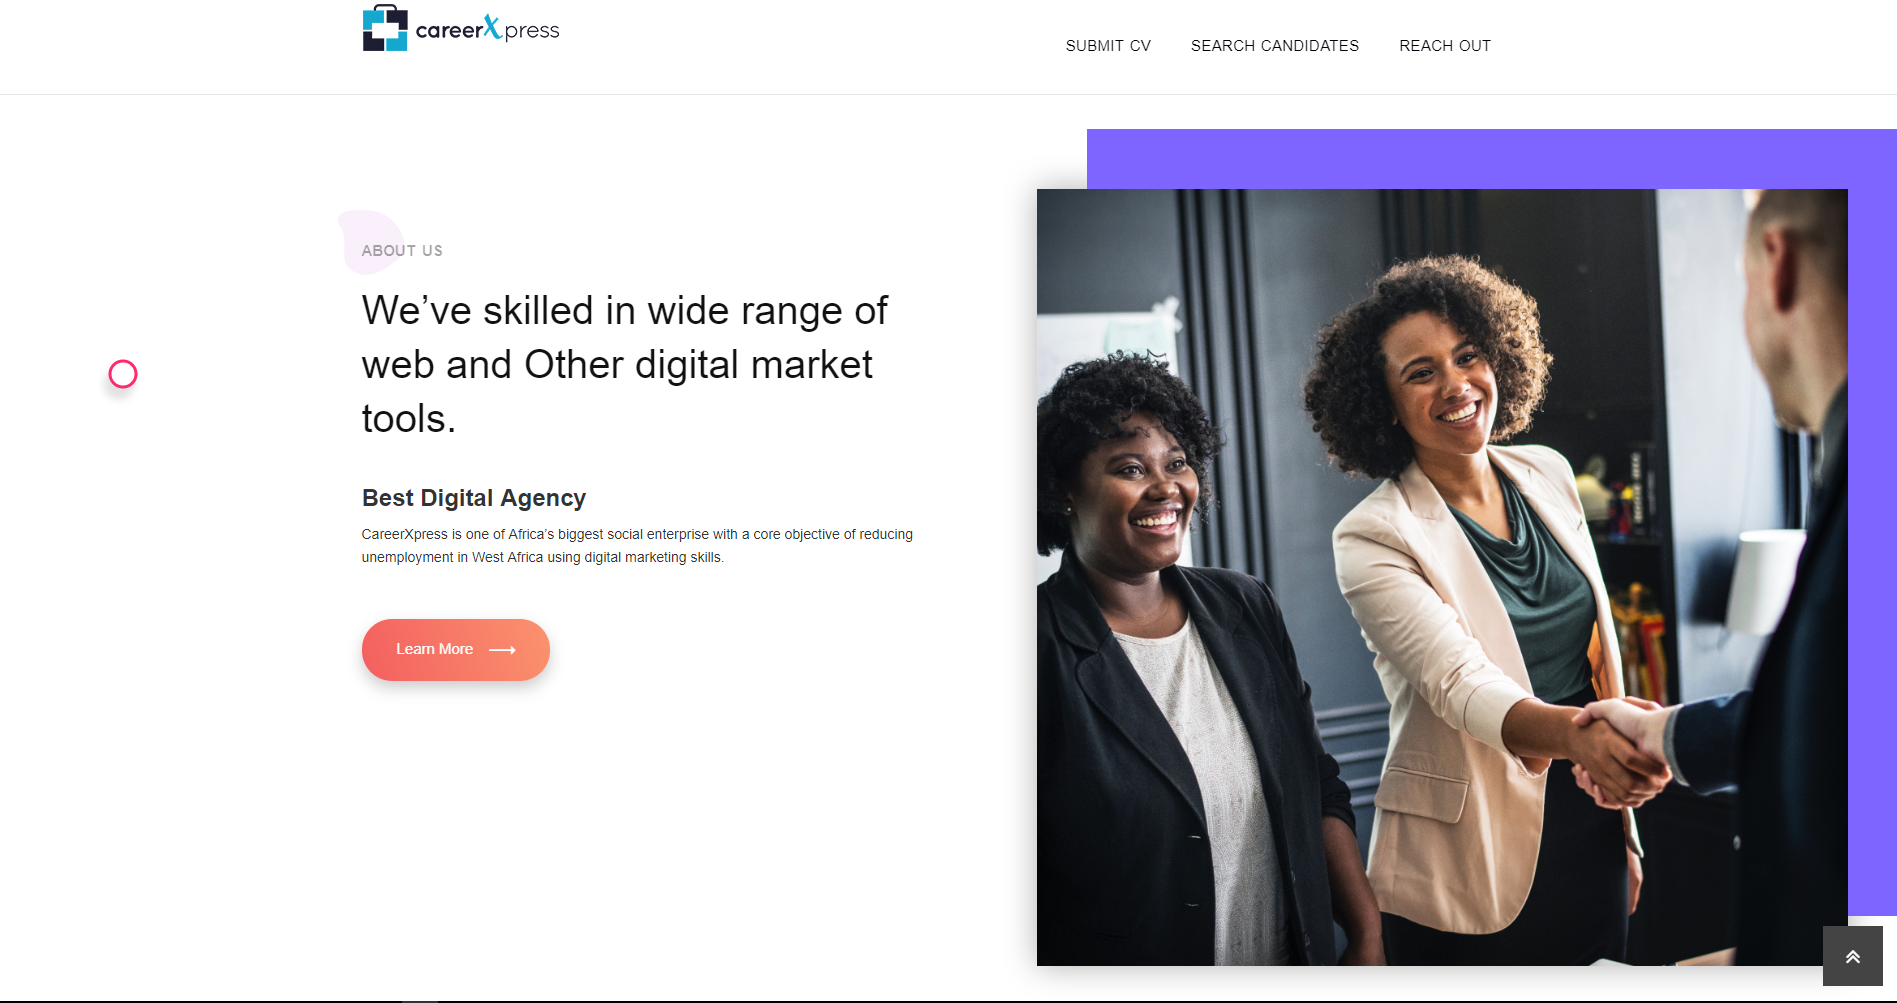 careerXpress
SUBMIT CV SEARCH CANDIDATES REACH OUT
ABOUT US
We’ve skilled in wide range of
web and Other digital market
tools.
Best Digital Agency
CareerXpress is one of Africa’s biggest social enterprise with a core objective of reducing
unemployment in West Africa using digital marketing skills.
Learn More